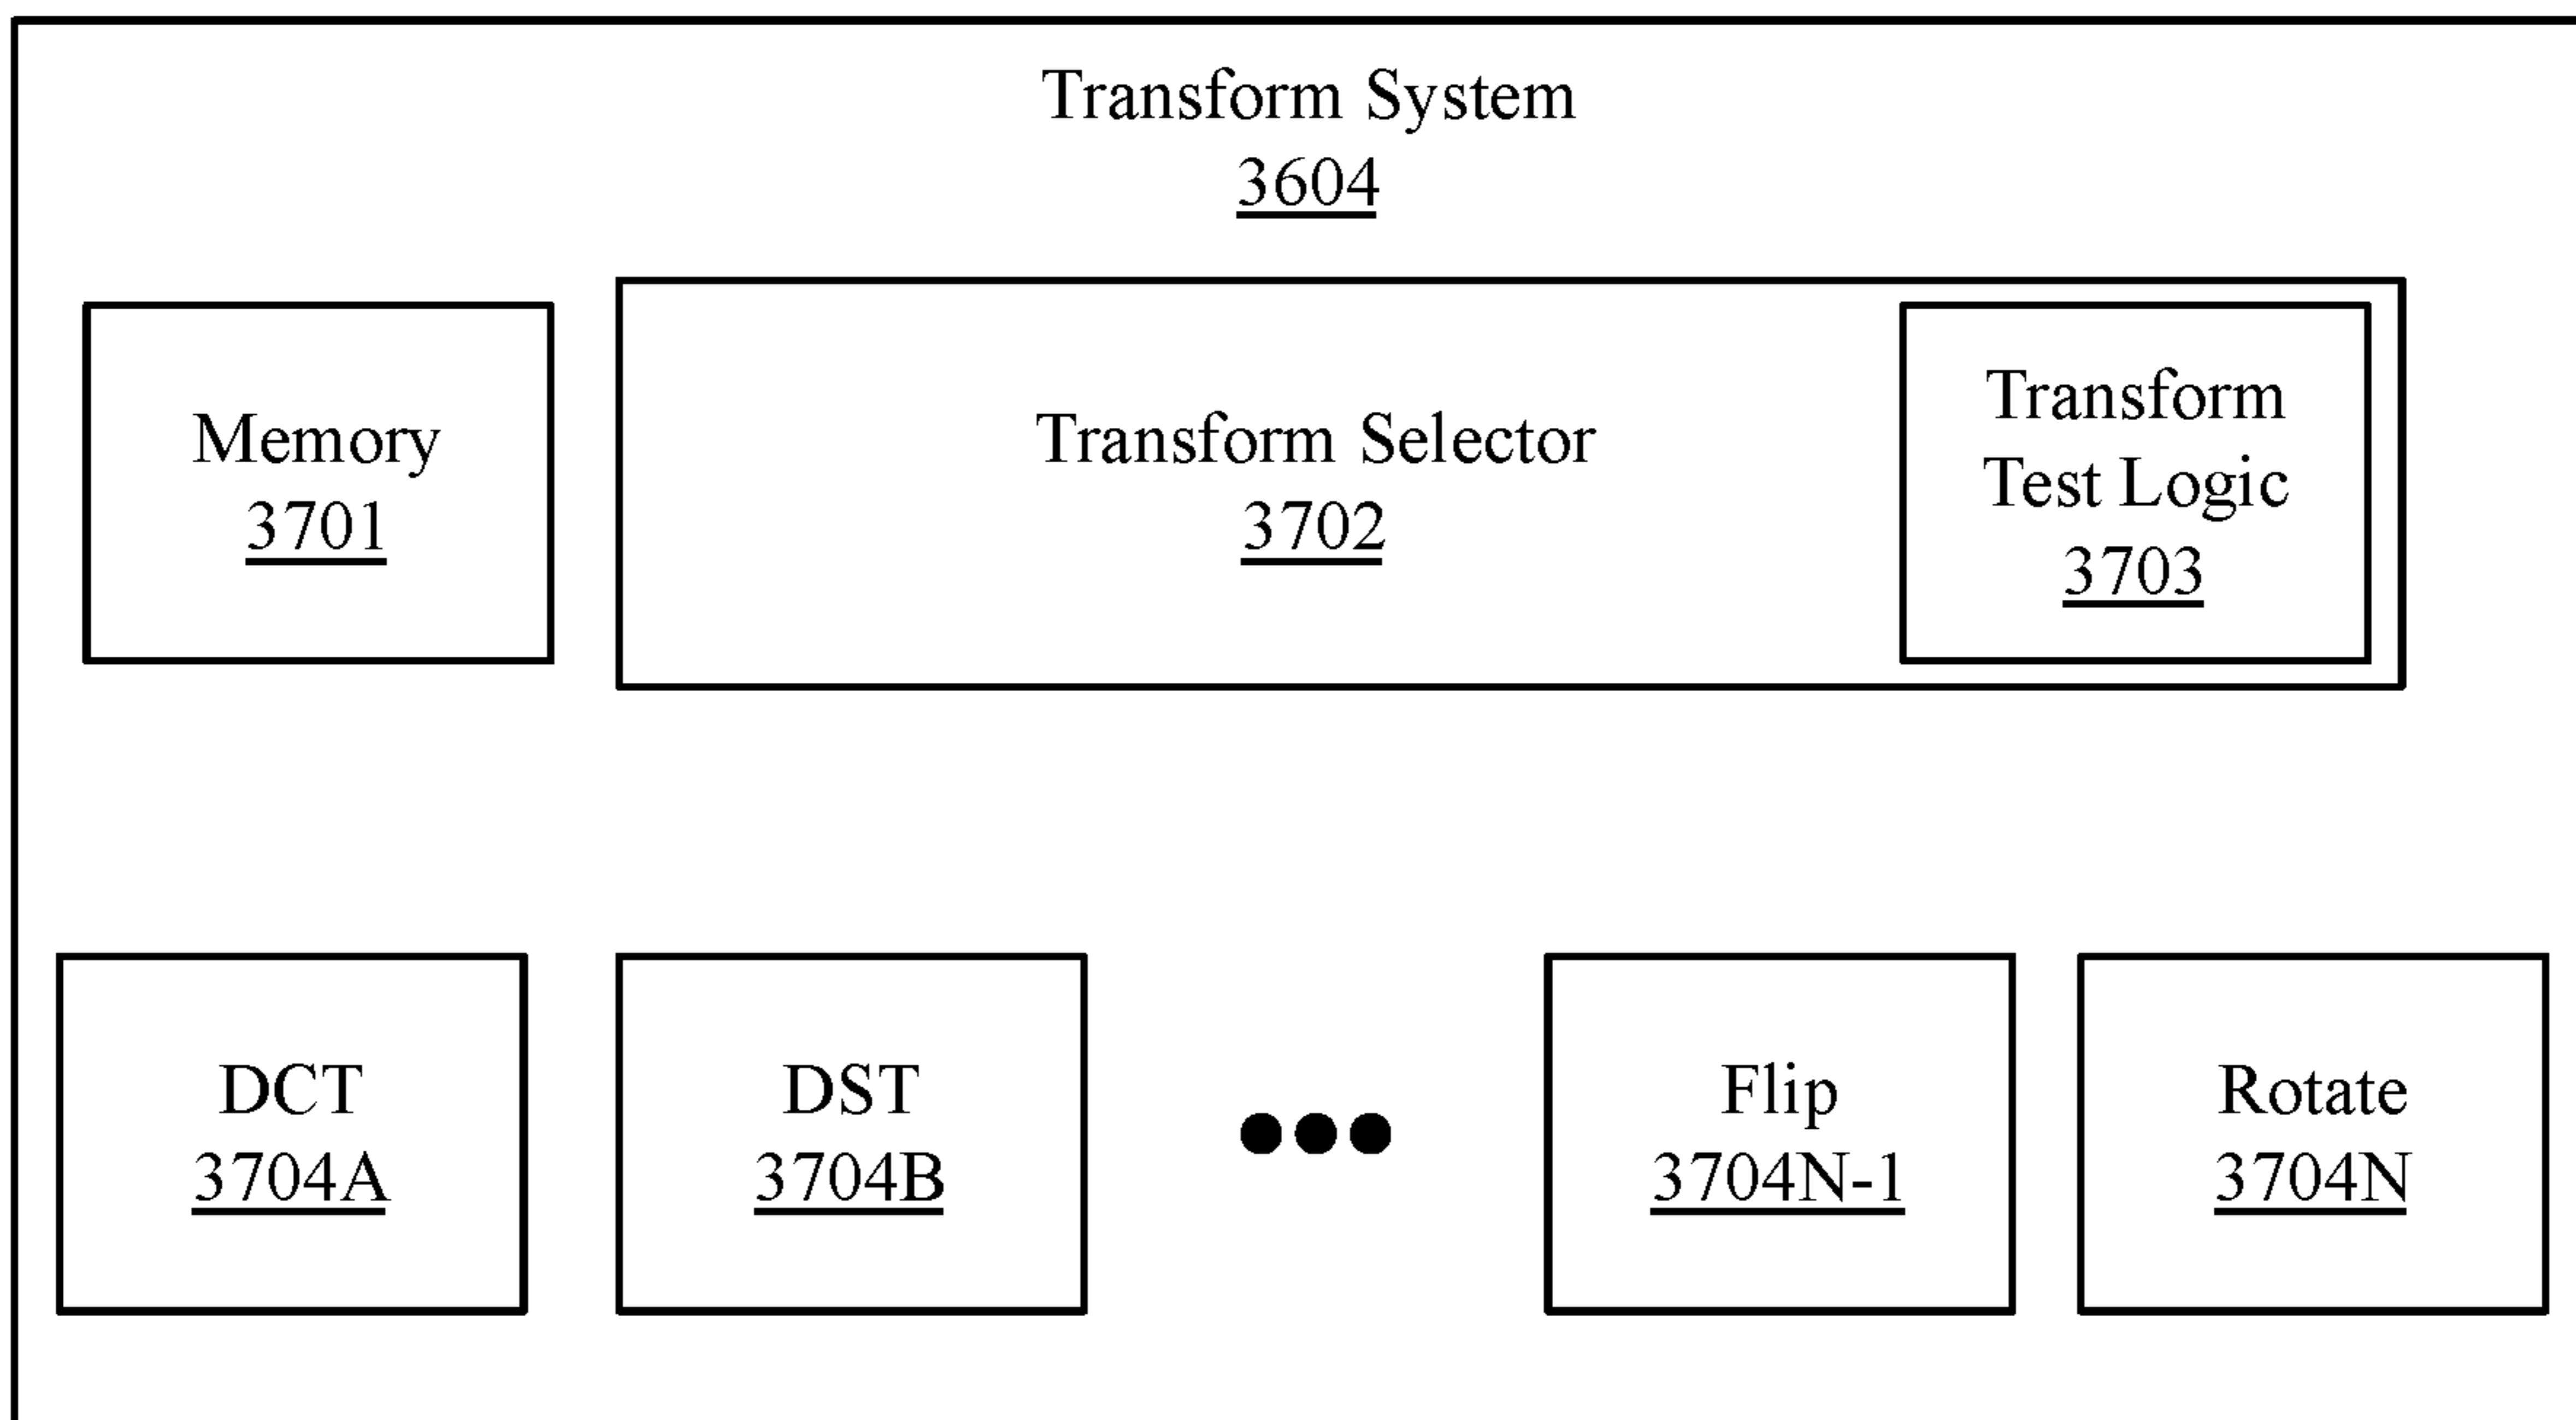 Transform System
3604
Memory
3701
Transform Selector
3702
Transform
Test Logic
3703
DCT
3704A
DST
3704B
Flip
3704N-1
Rotate
3704N